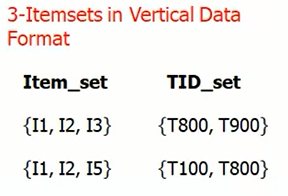 3-Itemsets in Vertical Data
Format
Item_set TID_set
{I1, I2, I3} {T800, T900}
{I1, I2, I5} {T100, T800}